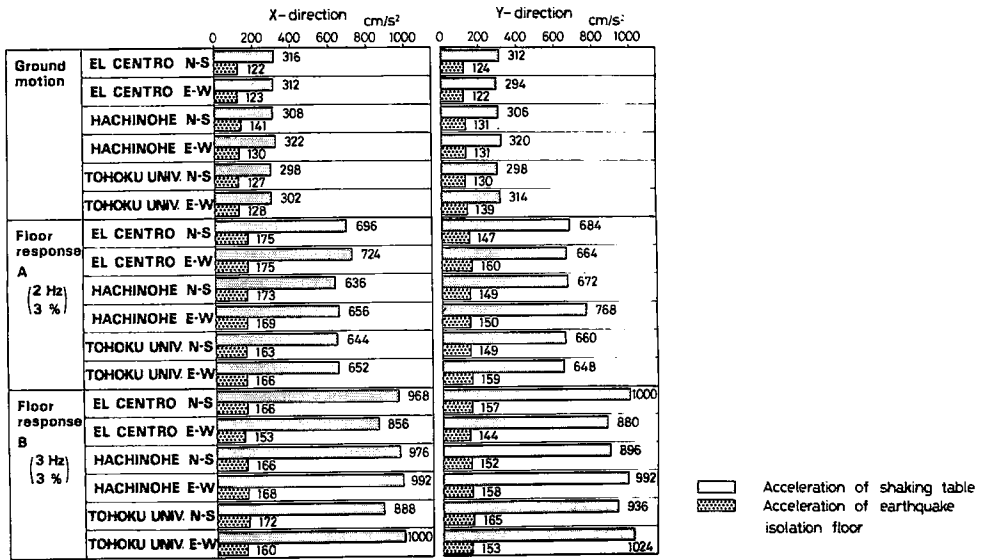 X- direction cm/s² Y- direction cm/s²
0 200 400 600 800 1000 0 200 400 600 800 1000
Ground motion
EL CENTRO N-S 316 122 312 124
EL CENTRO E-W 312 123 294 122
HACHINOHE N-S 308 141 306 131
HACHINOHE E-W 322 130 320 131
TOHOKU UNIV. N-S 298 127 298 130
TOHOKU UNIV. E-W 302 128 314 139
Floor response A (2 Hz 3 %)
EL CENTRO N-S 696 175 684 147
EL CENTRO E-W 724 175 664 160
HACHINOHE N-S 636 173 672 149
HACHINOHE E-W 656 169 768 150
TOHOKU UNIV. N-S 644 163 660 149
TOHOKU UNIV. E-W 652 166 648 159
Floor response B (3 Hz 3 %)
EL CENTRO N-S 968 166 1000 157
EL CENTRO E-W 856 153 880 144
HACHINOHE N-S 976 166 896 152
HACHINOHE E-W 992 168 992 158
TOHOKU UNIV. N-S 888 172 936 165
TOHOKU UNIV. E-W 1000 160 1024 153
Acceleration of shaking table
Acceleration of earthquake
isolation floor